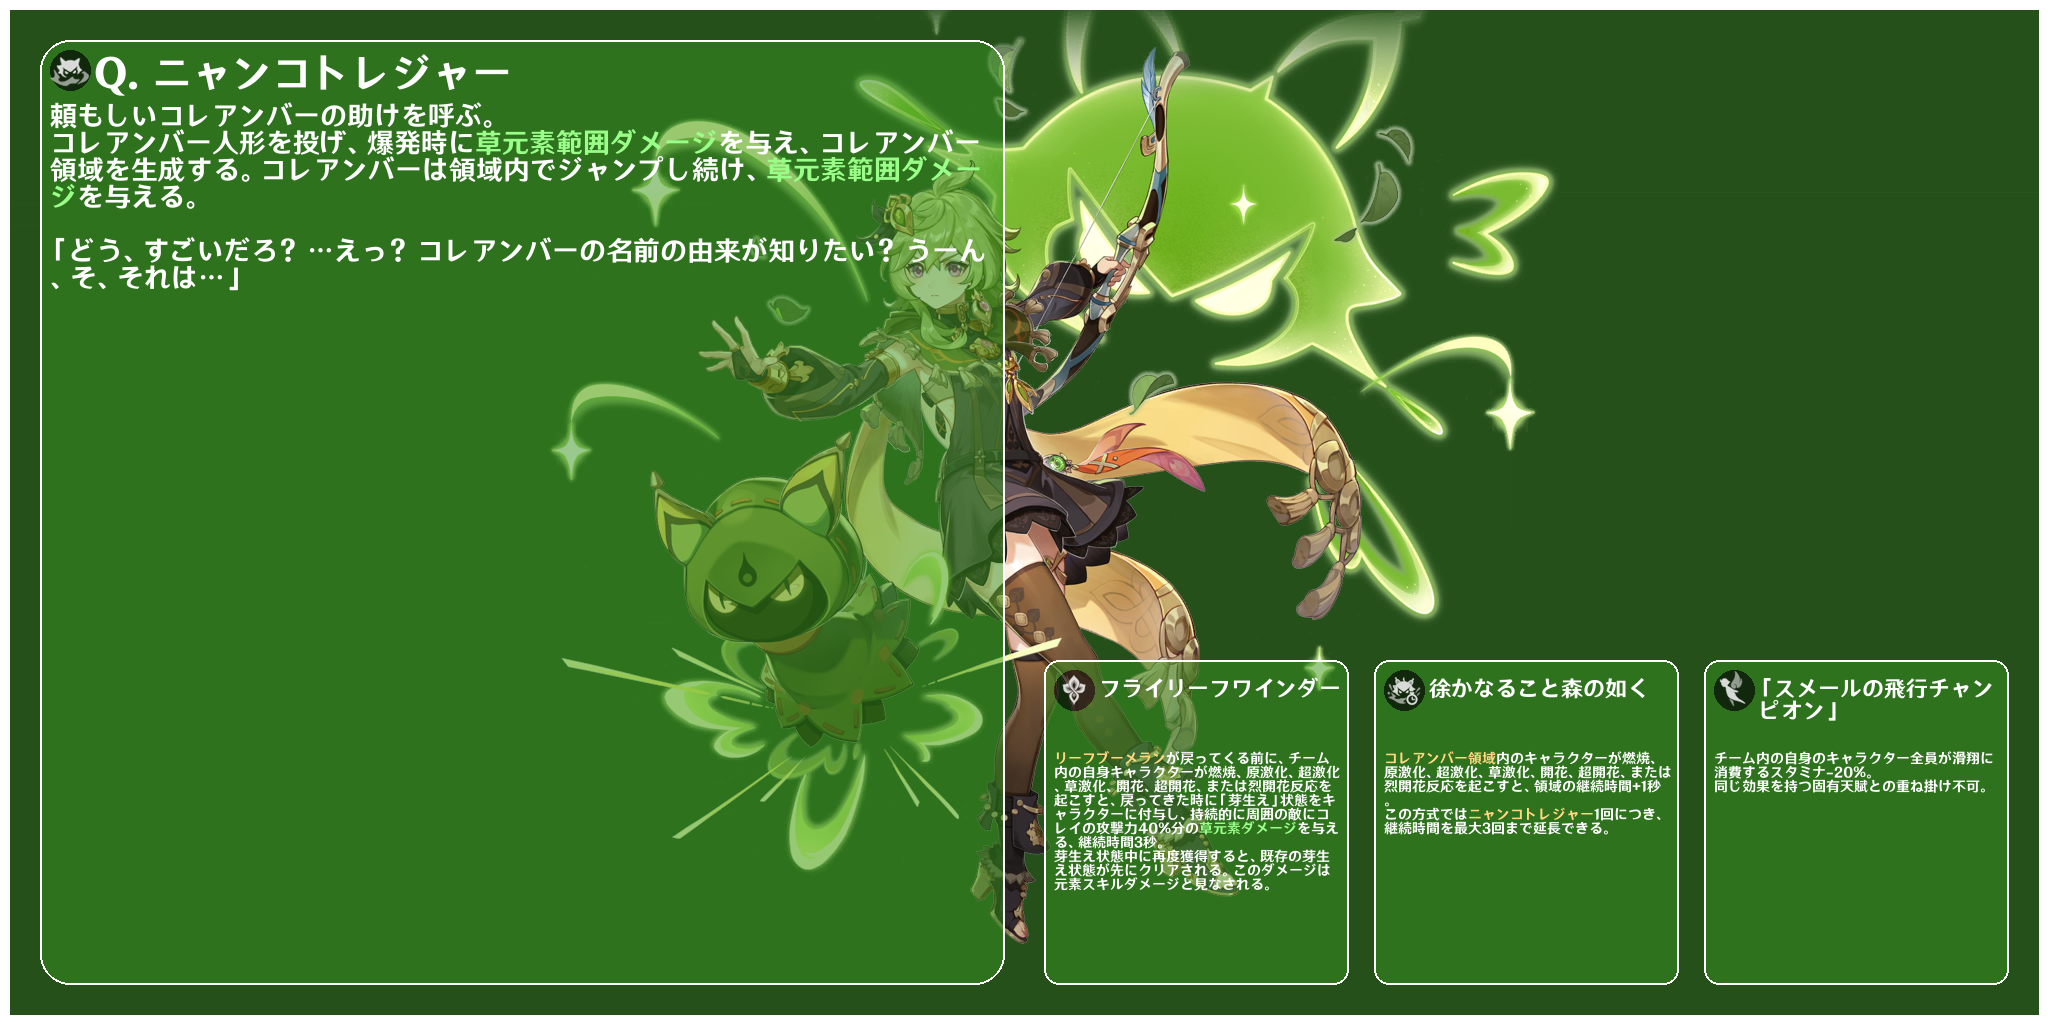 Q. ニャンコトレジャー
頼もしいコレアンバーの助けを呼ぶ。
コレアンバー人形を投げ、爆発時に草元素範囲ダメージを与え、コレアンバー
領域を生成する。コレアンバーは領域内でジャンプし続け、草元素範囲ダメー
ジを与える。
「どう、すごいだろ？…えっ？コレアンバーの名前の由来が知りたい？うーん
、そ、それは…」
フライリーフワインダー
リーフブーメランが戻ってくる前に、チーム
内の自身キャラクターが燃焼、原激化、超激化
、草激化、開花、超開花、または烈開花反応を
起こすと、戻ってきた時に「芽生え」状態をキ
ャラクターに付与し、持続的に周囲の敵にコ
レイの攻撃力40%分の草元素ダメージを与え
る、継続時間3秒。
芽生え状態中に再度獲得すると、既存の芽生
え状態が先にクリアされる。このダメージは
元素スキルダメージと見なされる。
徐かなること森の如く
コレアンバー領域内のキャラクターが燃焼、
原激化、超激化、草激化、開花、超開花、または
烈開花反応を起こすと、領域の継続時間+1秒
。
この方式ではニャンコトレジャー1回につき、
継続時間を最大3回まで延長できる。
「スメールの飛行チャン
ピオン」
チーム内の自身のキャラクター全員が滑翔に
消費するスタミナ-20%。
同じ効果を持つ固有天賦との重ね掛け不可。